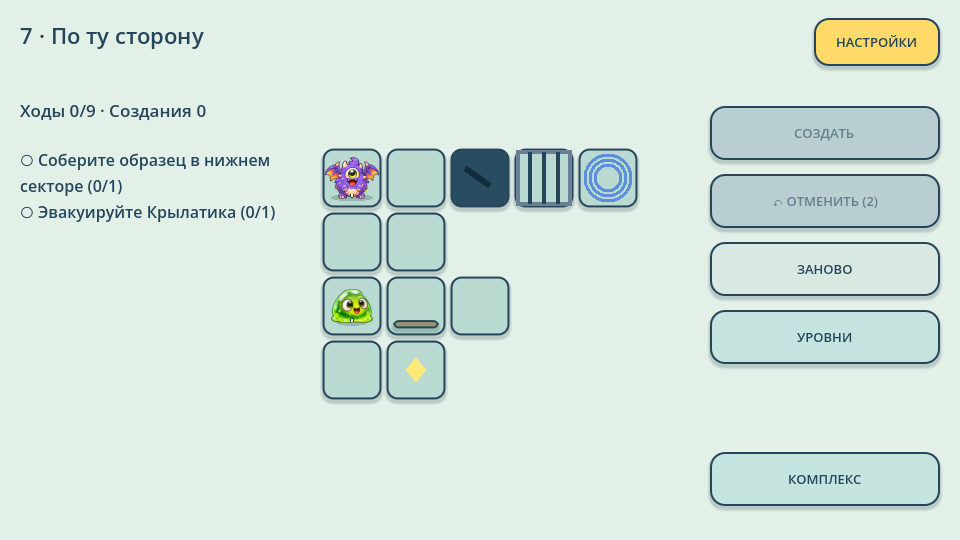 7 · По ту сторону
НАСТРОЙКИ
Ходы 0/9 · Создания 0
○ Соберите образец в нижнем
секторе (0/1)
○ Эвакуируйте Крылатика (0/1)
СОЗДАТЬ
↶ ОТМЕНИТЬ (2)
ЗАНОВО
УРОВНИ
КОМПЛЕКС